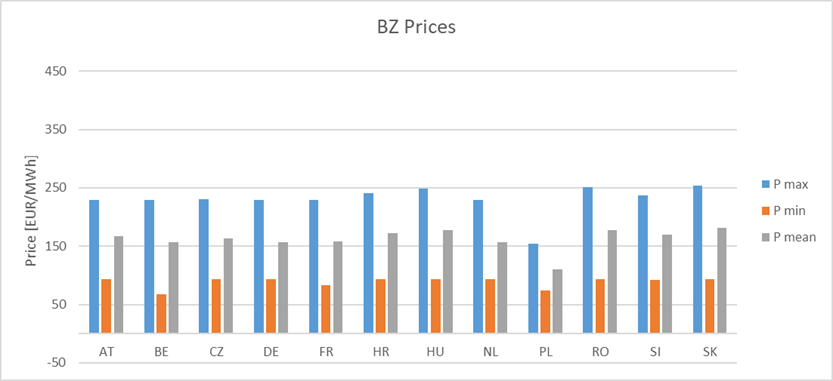 BZ Prices
450
350
250
150
50
-50
Price [EUR/MWh]
AT BE CZ DE FR HR HU NL PL RO SI SK
P max
P min
P mean